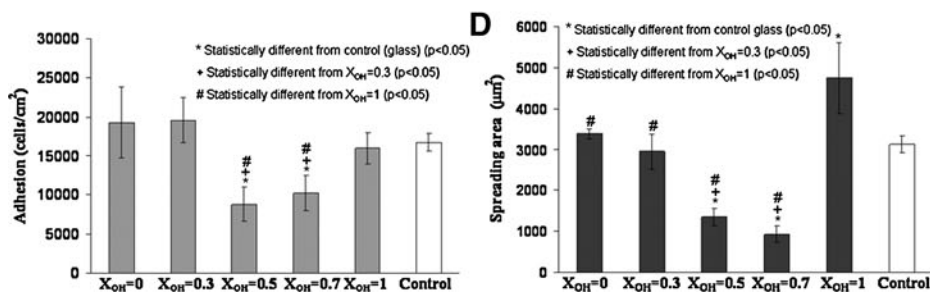 Adhesion (cells/cm²)
30000
25000
20000
15000
10000
5000
0
* Statistically different from control (glass) (p<0.05)
+ Statistically different from XOH=0.3 (p<0.05)
# Statistically different from XOH=1 (p<0.05)
#
+
*
#
+
*
XOH=0 XOH=0.3 XOH=0.5 XOH=0.7 XOH=1 Control
D
Spreading area (µm²)
6000
5000
4000
3000
2000
1000
0
* Statistically different from control glass (p<0.05)
+ Statistically different from XOH=0.3 (p<0.05)
# Statistically different from XOH=1 (p<0.05)
#
#
#
+
*
#
+
*
*
XOH=0 XOH=0.3 XOH=0.5 XOH=0.7 XOH=1 Control